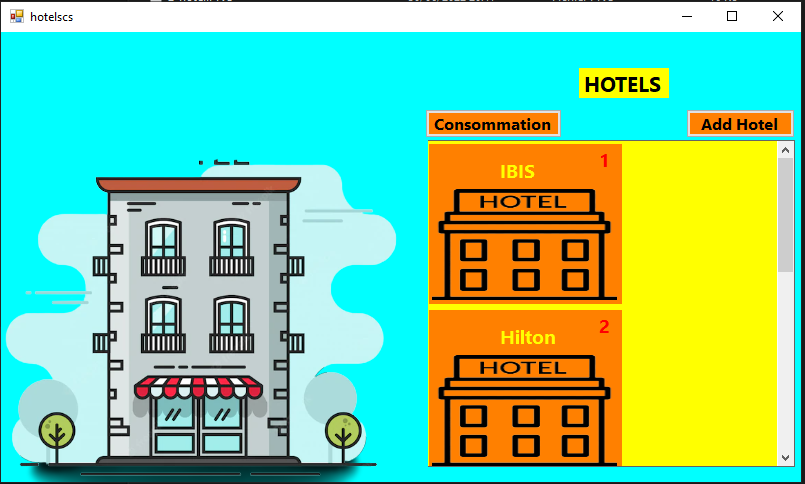 hotelscs
HOTELS
Consommation
Add Hotel
1
IBIS
HOTEL
2
Hilton
HOTEL